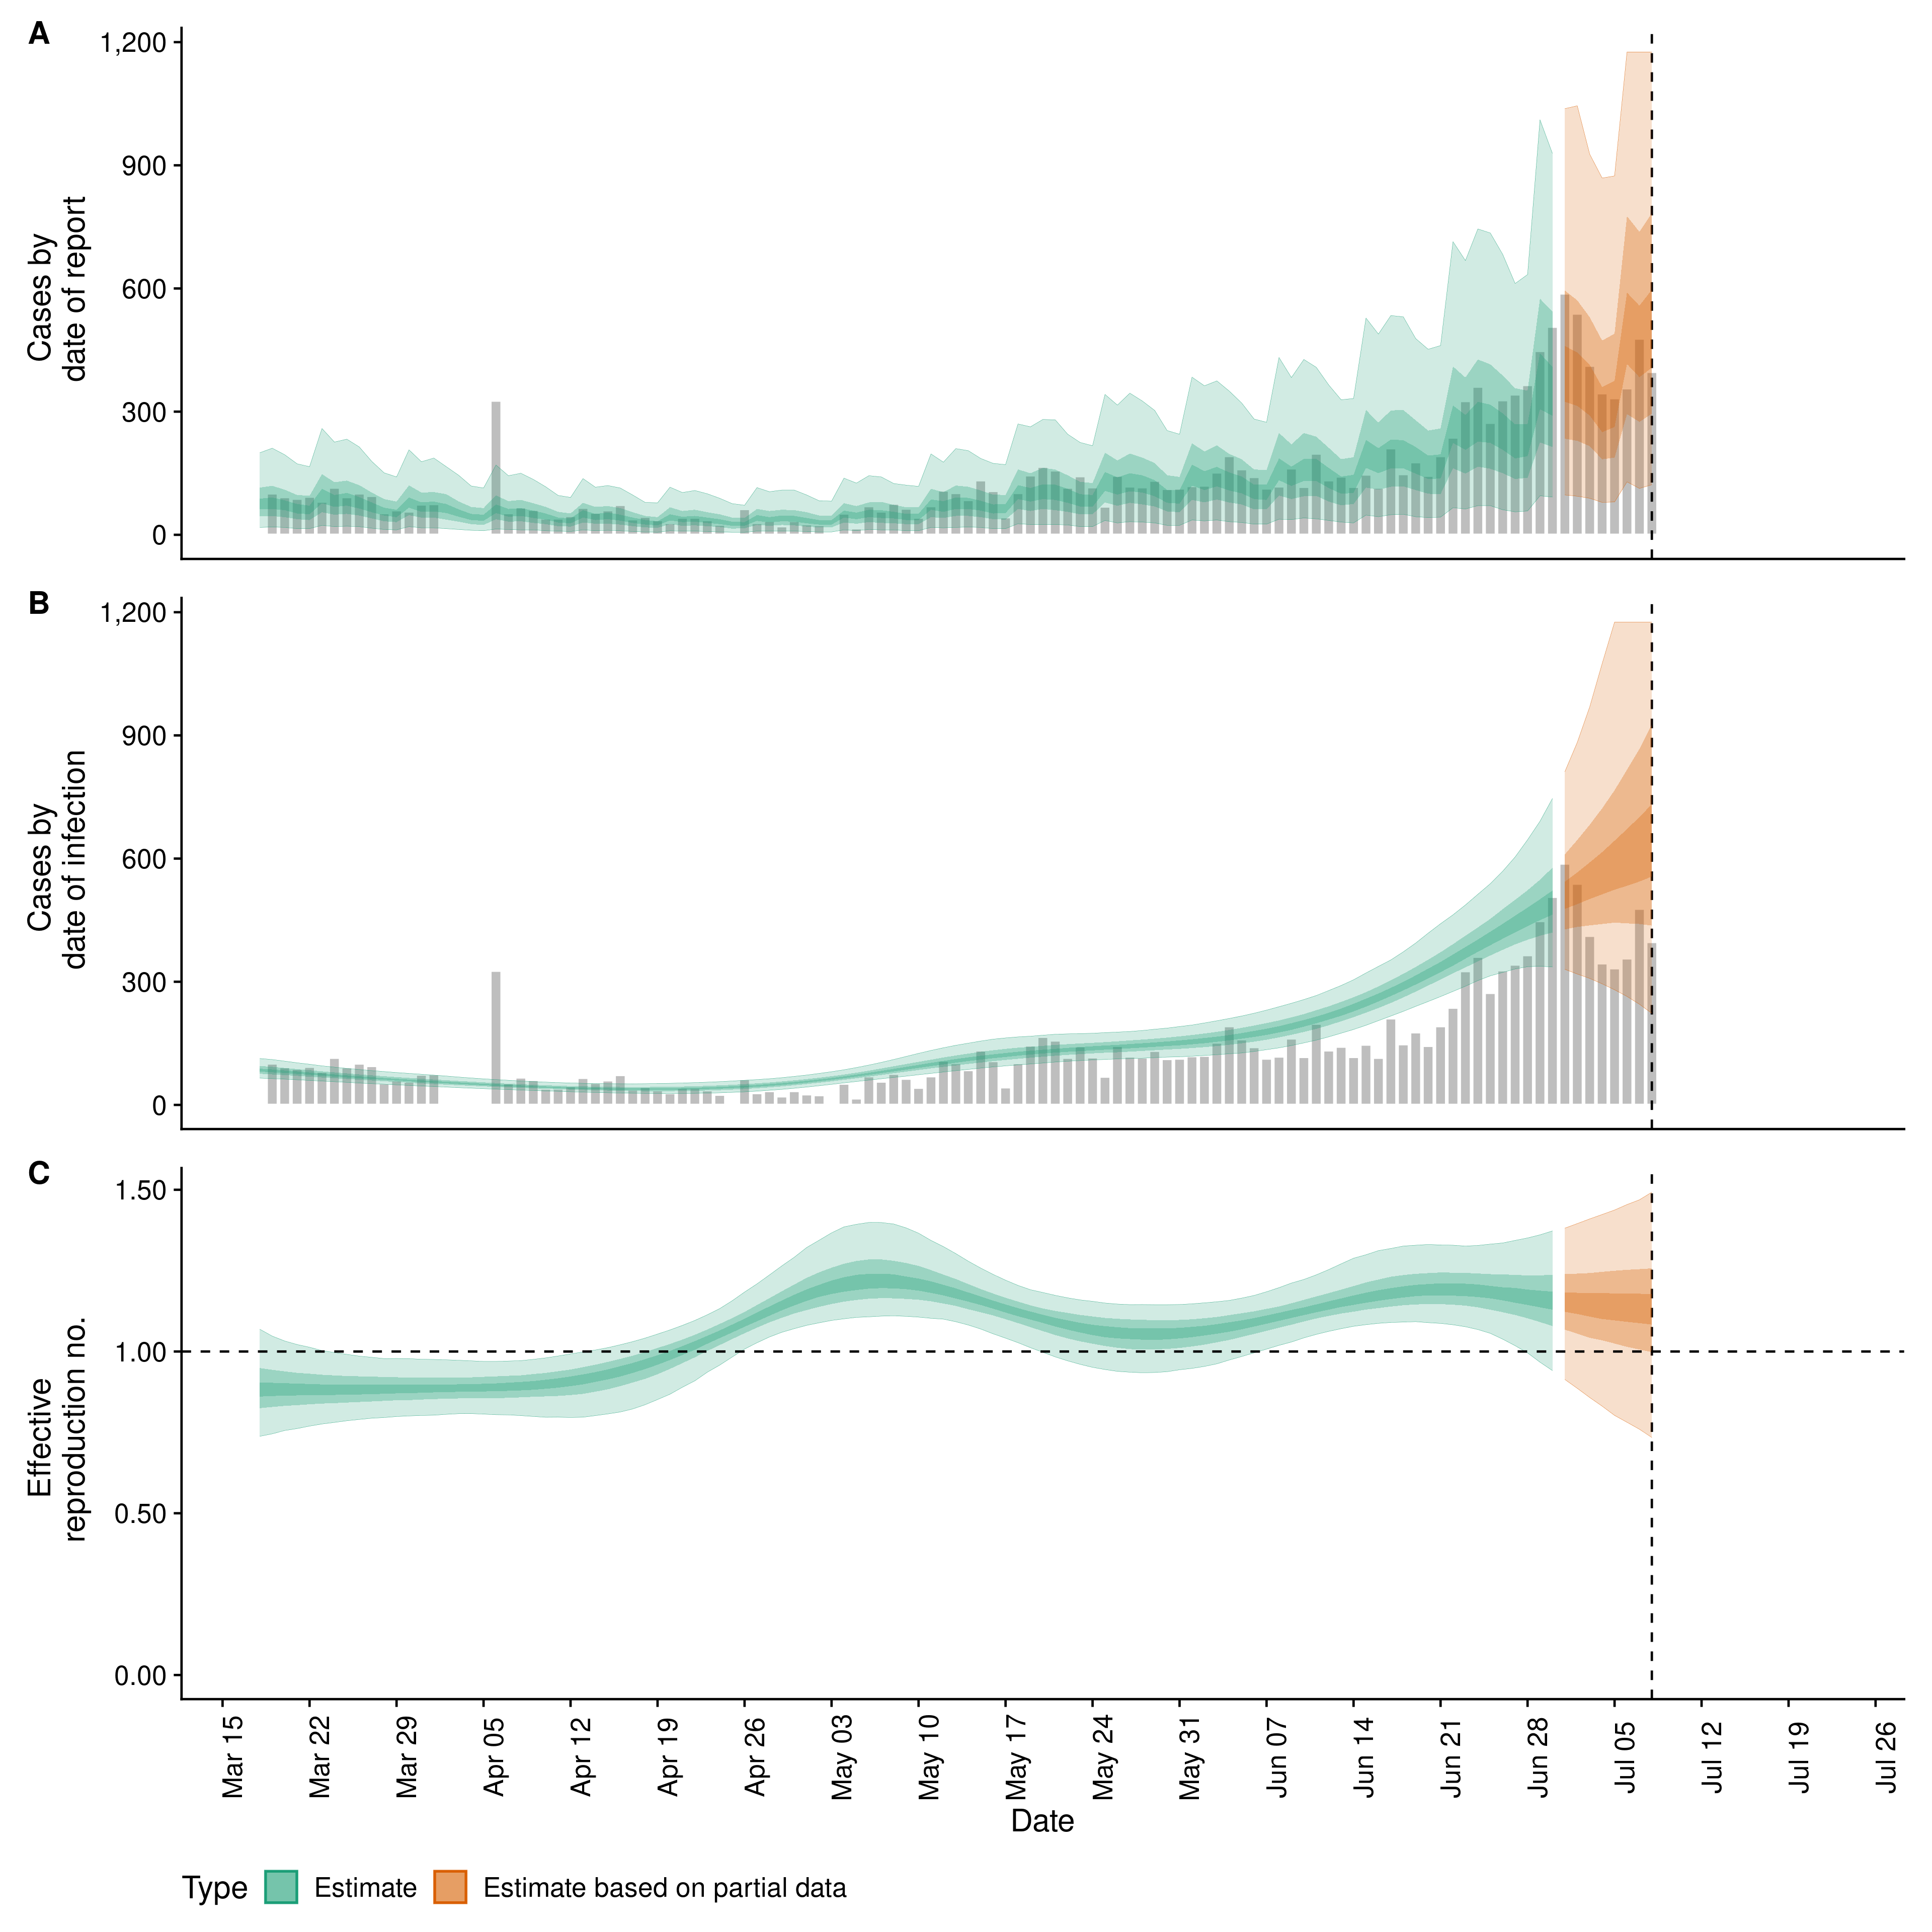 A
1,200
900
600
300
0
Cases by
date of report
B
1,200
900
600
300
0
Cases by
date of infection
C
1.50
1.00
0.50
0.00
Effective
reproduction no.
Mar 15
Mar 22
Mar 29
Apr 05
Apr 12
Apr 19
Apr 26
May 03
May 10
May 17
May 24
May 31
Jun 07
Jun 14
Jun 21
Jun 28
Jul 05
Jul 12
Jul 19
Jul 26
Date
Type Estimate Estimate based on partial data